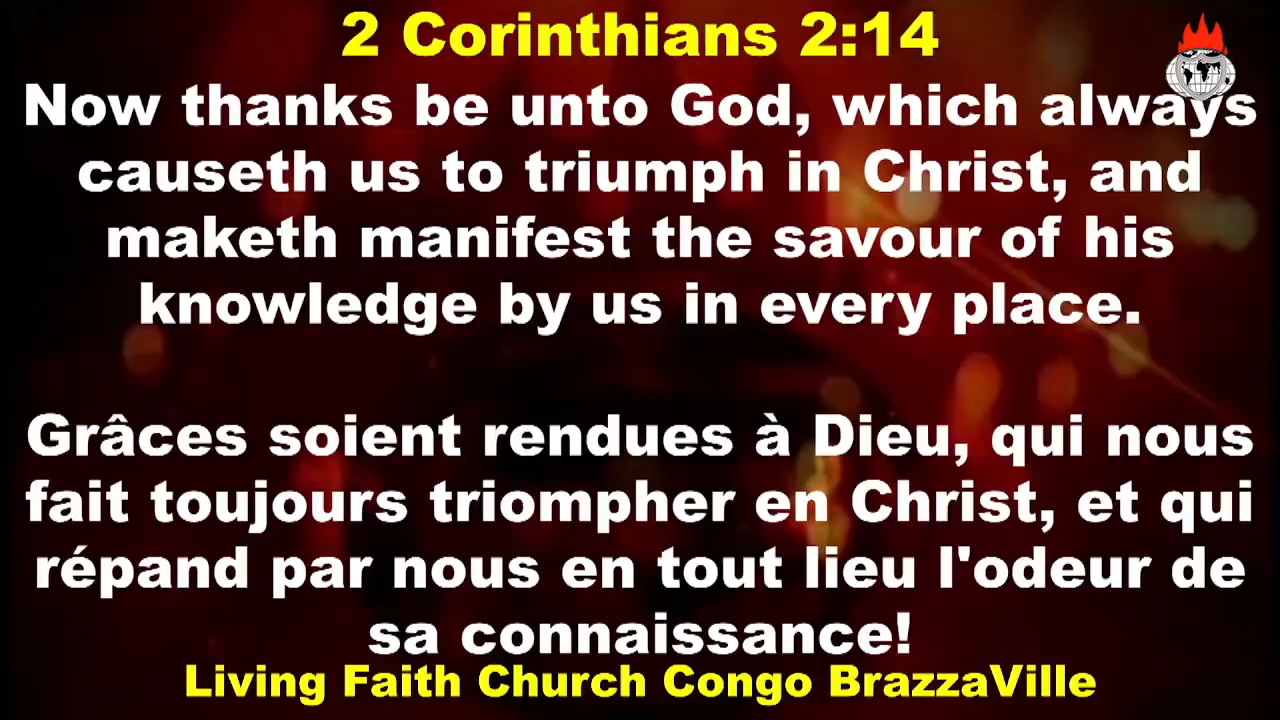 2 Corinthians 2:14
Now thanks be unto God, which always
causeth us to triumph in Christ, and
maketh manifest the savour of his
knowledge by us in every place.
Grâces soient rendues à Dieu, qui nous
fait toujours triompher en Christ, et qui
répand par nous en tout lieu l'odeur de
sa connaissance!
Living Faith Church Congo BrazzaVille